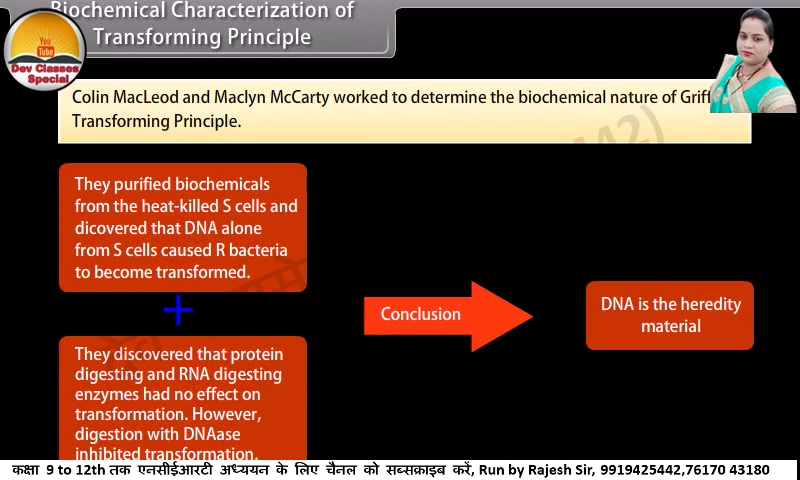 Biochemical Characterization of
Transforming Principle
You
Tube
Dev Classes
Special
Colin MacLeod and Maclyn McCarty worked to determine the biochemical nature of
Transforming Principle.
They purified biochemicals
from the heat-killed S cells and
dicovered that DNA alone
from S cells caused R bacteria
to become transformed.
+
They discovered that protein
digesting and RNA digesting
enzymes had no effect on
transformation. However,
digestion with DNAase
inhibited transformation.
Conclusion
DNA is the heredity
material
कक्षा 9 to 12th तक एनसीईआरटी अध्ययन के लिए चैनल को सब्सक्राइब करें, Run by Rajesh Sir, 9919425442,76170 43180